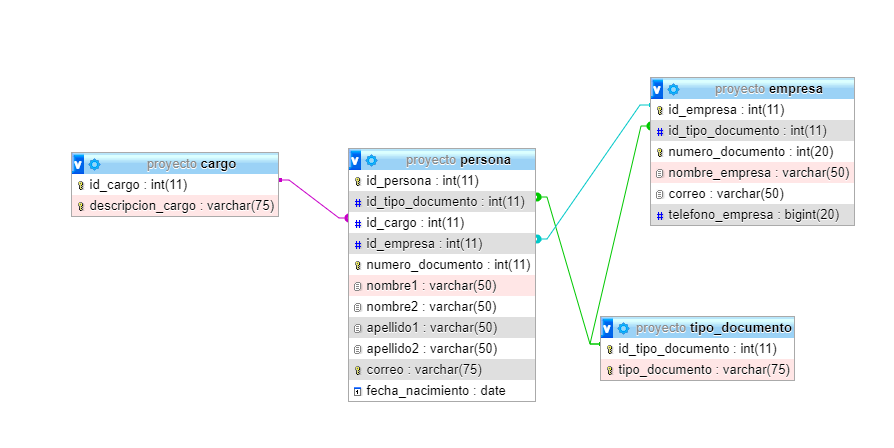 proyecto cargo
id_cargo : int(11)
descripcion_cargo : varchar(75)
proyecto persona
id_persona : int(11)
id_tipo_documento : int(11)
id_cargo : int(11)
id_empresa : int(11)
numero_documento : int(11)
nombre1 : varchar(50)
nombre2 : varchar(50)
apellido1 : varchar(50)
apellido2 : varchar(50)
correo : varchar(75)
fecha_nacimiento : date
proyecto empresa
id_empresa : int(11)
id_tipo_documento : int(11)
numero_documento : int(20)
nombre_empresa : varchar(50)
correo : varchar(50)
telefono_empresa : bigint(20)
proyecto tipo_documento
id_tipo_documento : int(11)
tipo_documento : varchar(75)